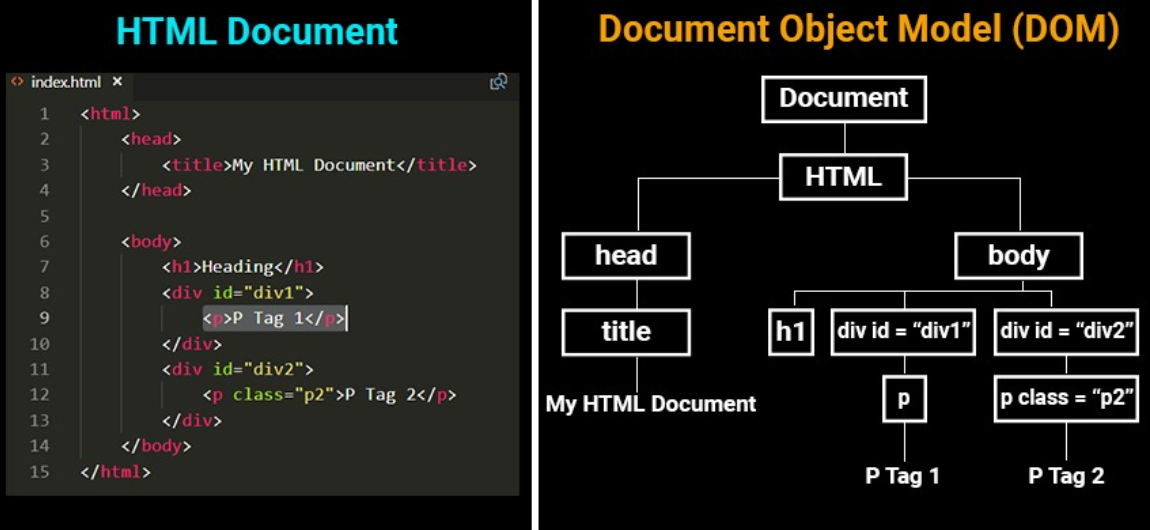 HTML Document
index.html ×
1 <html>
2 <head>
3 <title>My HTML Document</title>
4 </head>
5
6 <body>
7 <h1>Heading</h1>
8 <div id="div1">
9 <p>P Tag 1</p>
10 </div>
11 <div id="div2">
12 <p class="p2">P Tag 2</p>
13 </div>
14 </body>
15 </html>
Document Object Model (DOM)
Document
HTML
head
body
title
h1
div id = “div1”
div id = “div2”
My HTML Document
p
p class = “p2”
P Tag 1
P Tag 2